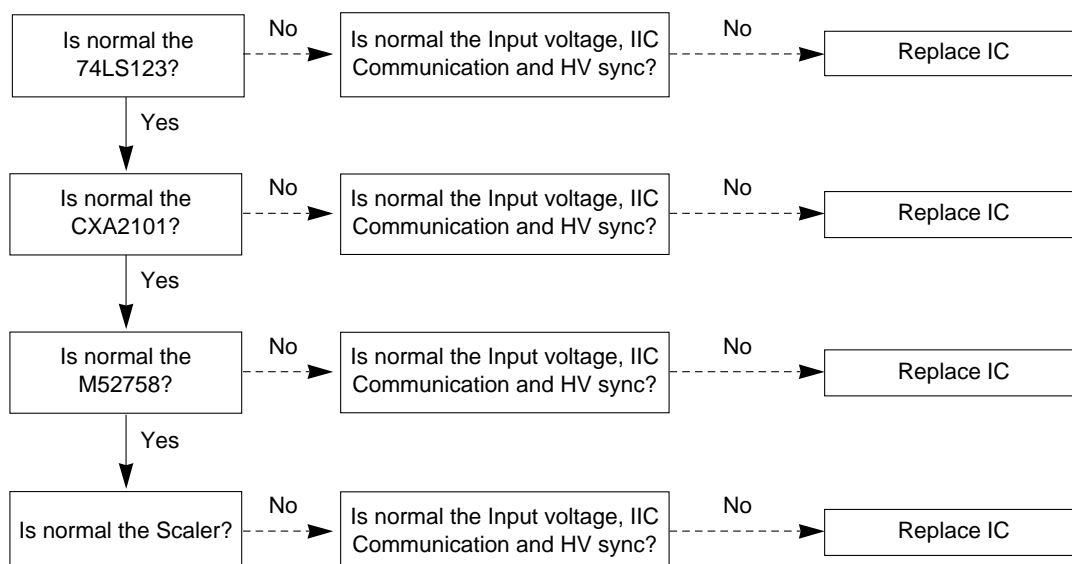 Is normal the
74LS123?
No
Is normal the Input voltage, IIC
Communication and HV sync?
No
Replace IC
Yes
Is normal the
CXA2101?
No
Is normal the Input voltage, IIC
Communication and HV sync?
No
Replace IC
Yes
Is normal the
M52758?
No
Is normal the Input voltage, IIC
Communication and HV sync?
No
Replace IC
Yes
Is normal the Scaler?
No
Is normal the Input voltage, IIC
Communication and HV sync?
No
Replace IC